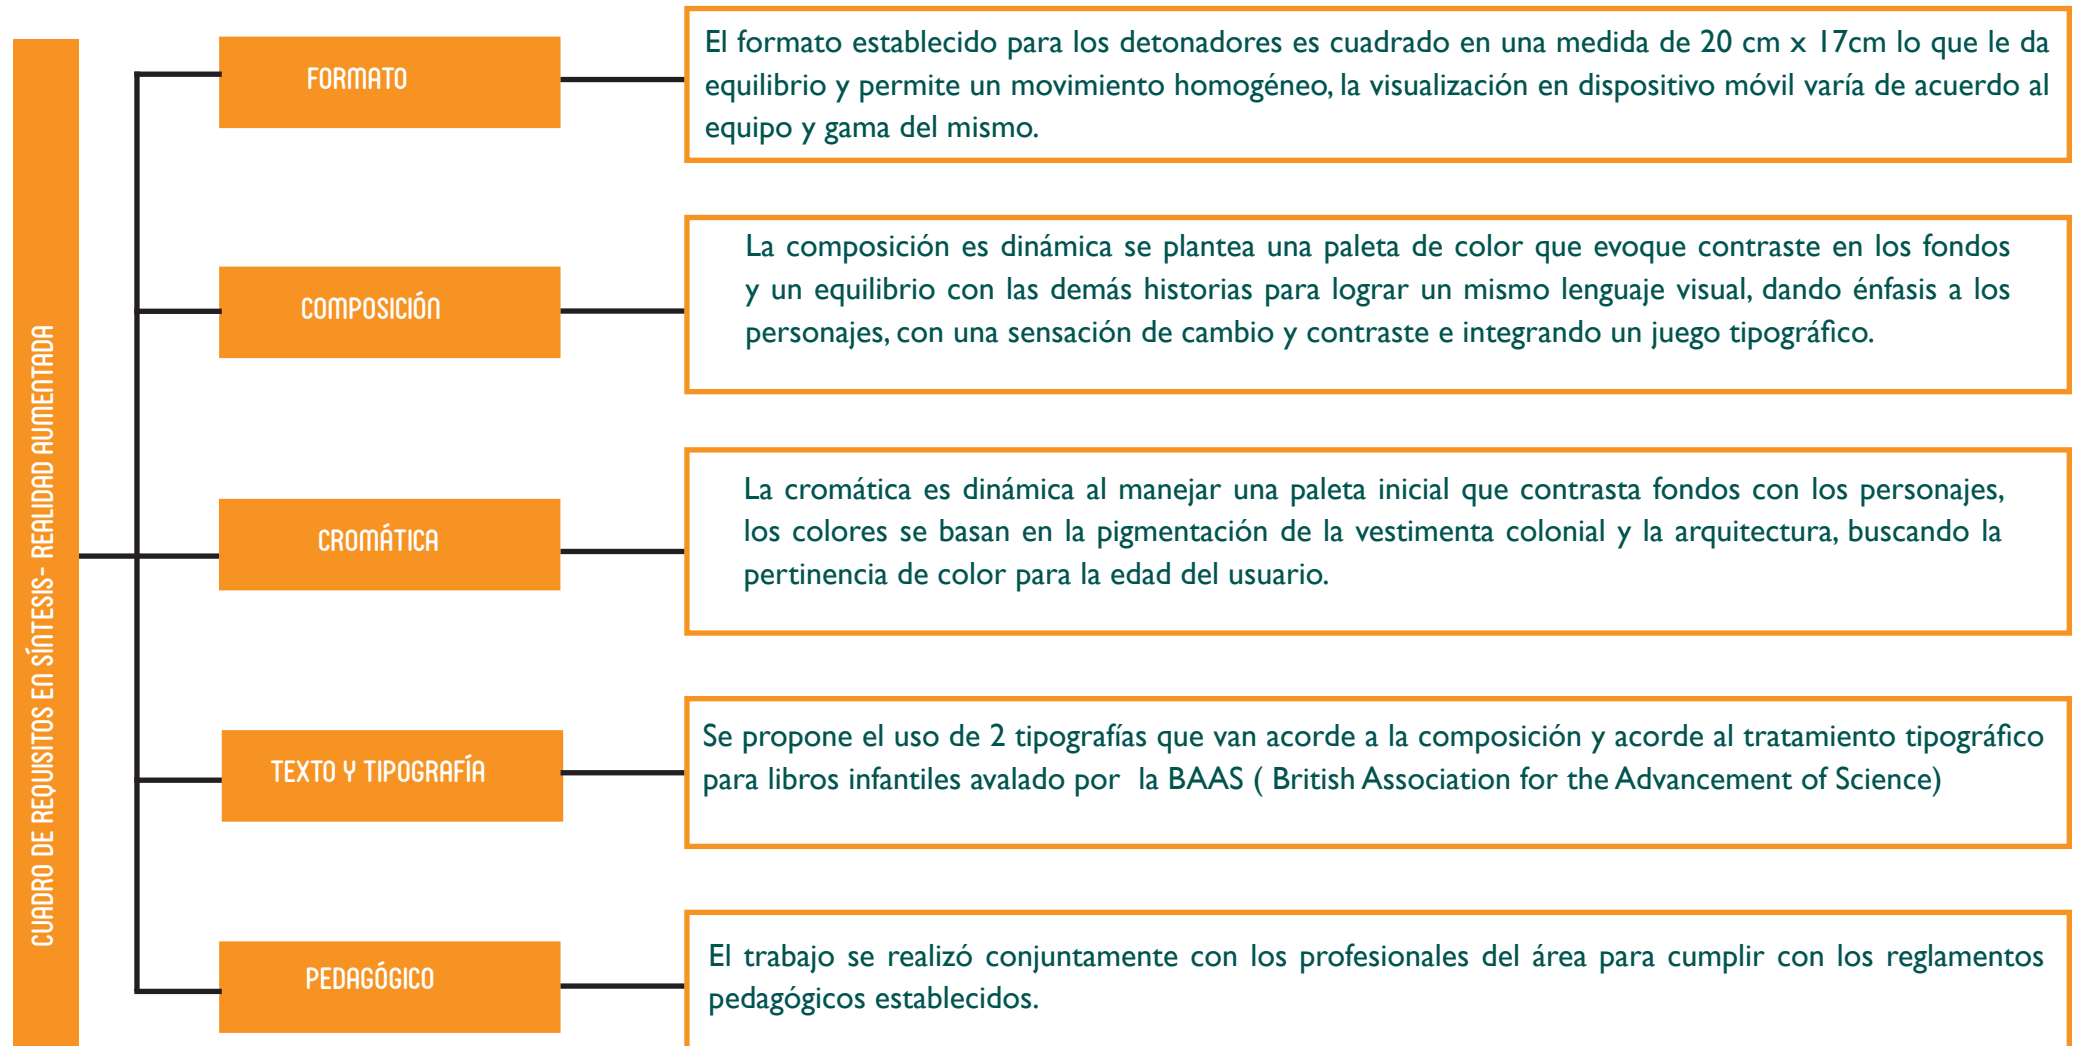 CUADRO DE REQUISITOS EN SÍNTESIS- REALIDAD AUMENTADA
FORMATO
El formato establecido para los detonadores es cuadrado en una medida de 20 cm x 17cm lo que le da
equilibrio y permite un movimiento homogéneo, la visualización en dispositivo móvil varía de acuerdo al
equipo y gama del mismo.
COMPOSICIÓN
La composición es dinámica se plantea una paleta de color que evoque contraste en los fondos
y un equilibrio con las demás historias para lograr un mismo lenguaje visual, dando énfasis a los
personajes, con una sensación de cambio y contraste e integrando un juego tipográfico.
CROMÁTICA
La cromática es dinámica al manejar una paleta inicial que contrasta fondos con los personajes,
los colores se basan en la pigmentación de la vestimenta colonial y la arquitectura, buscando la
pertinencia de color para la edad del usuario.
TEXTO Y TIPOGRAFÍA
Se propone el uso de 2 tipografías que van acorde a la composición y acorde al tratamiento tipográfico
para libros infantiles avalado por  la BAAS ( British Association for the Advancement of Science)
PEDAGÓGICO
El trabajo se realizó conjuntamente con los profesionales del área para cumplir con los reglamentos
pedagógicos establecidos.